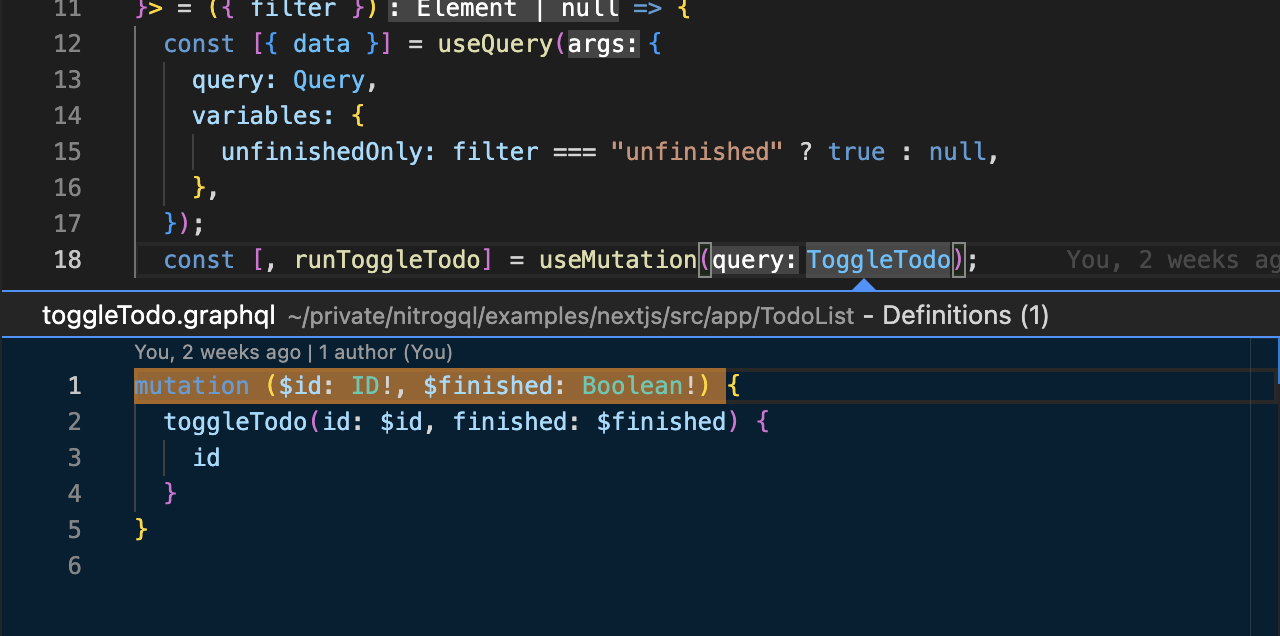 11 }> = ({ filter }): Element | null => {
12 const [{ data }] = useQuery(args:{
13 query: Query,
14 variables: {
15 unfinishedOnly: filter === "unfinished" ? true : null,
16 },
17 });
18 const [, runToggleTodo] = useMutation(query: ToggleTodo); You, 2 weeks ag
toggleTodo.graphql ~/private/nitrogql/examples/nextjs/src/app/TodoList – Definitions (1)
You, 2 weeks ago | 1 author (You)
1 mutation ($id: ID!, $finished: Boolean!) {
2 toggleTodo(id: $id, finished: $finished) {
3 id
4 }
5 }
6